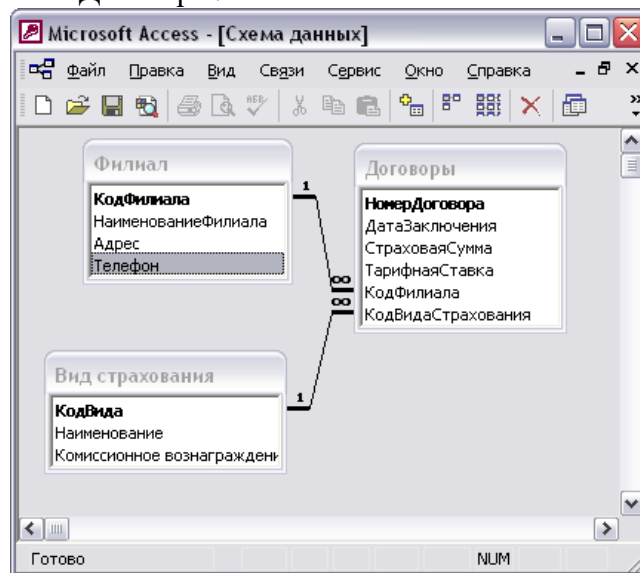 Microsoft Access - [Схема данных]
Файл Правка Вид Связи Сервис Окно Справка
Филиал
КодФилиала
НаименованиеФилиала
Адрес
Телефон
1
∞
Договоры
НомерДоговора
ДатаЗаключения
СтраховаяСумма
ТарифнаяСтавка
КодФилиала
КодВидаСтрахования
∞
1
Вид страхования
КодВида
Наименование
Комиссионное вознаграждени
Готово
NUM